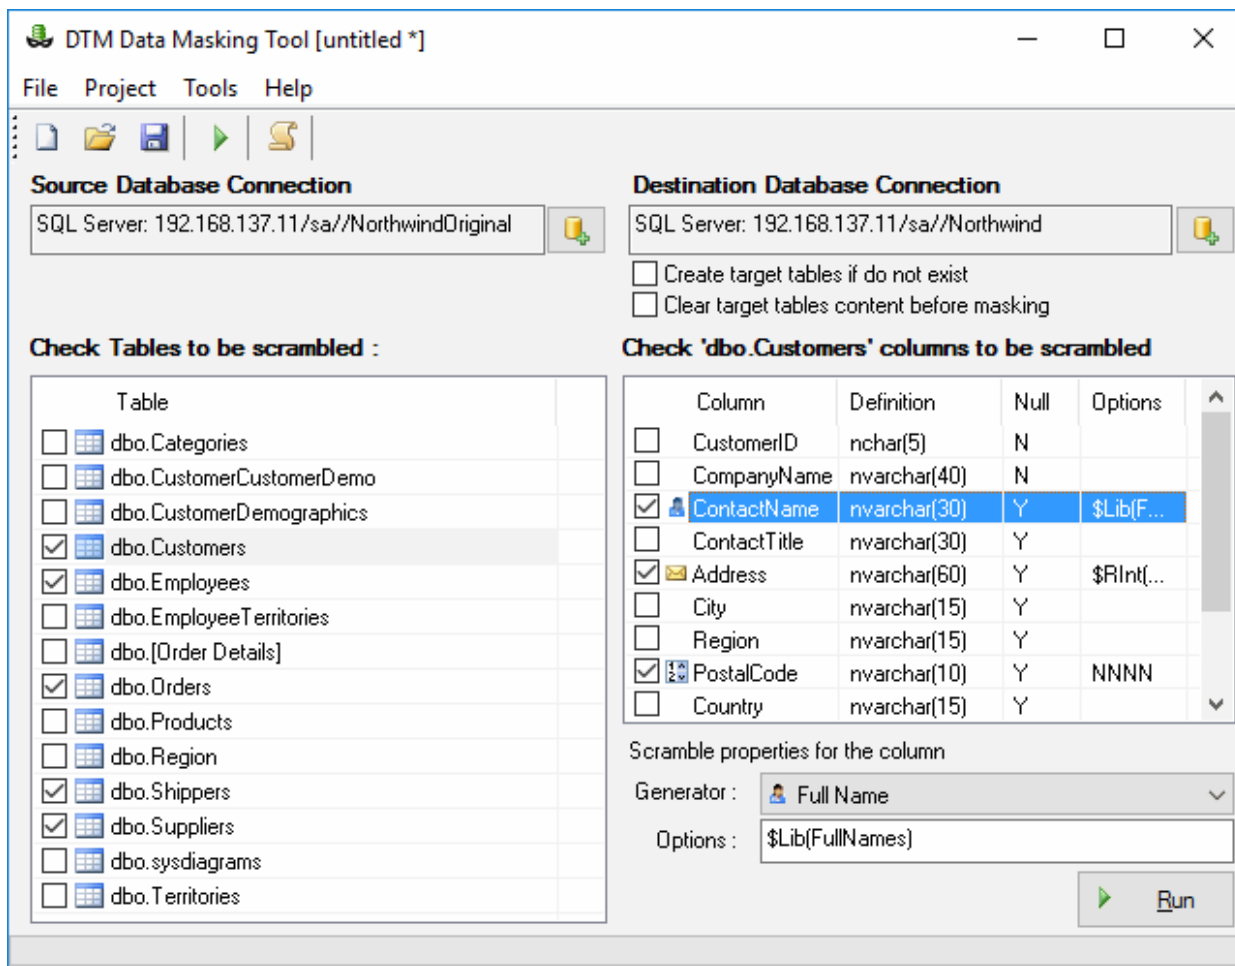 DTM Data Masking Tool [untitled *]
File Project Tools Help
Source Database Connection
SQL Server: 192.168.137.11/sa//NorthwindOriginal
Destination Database Connection
SQL Server: 192.168.137.11/sa//Northwind
Create target tables if do not exist
Clear target tables content before masking
Check Tables to be scrambled :
Table
dbo.Categories
dbo.CustomerCustomerDemo
dbo.CustomerDemographics
dbo.Customers
dbo.Employees
dbo.EmployeeTerritories
dbo.[Order Details]
dbo.Orders
dbo.Products
dbo.Region
dbo.Shippers
dbo.Suppliers
dbo.sysdiagrams
dbo.Territories
Check 'dbo.Customers' columns to be scrambled
Column Definition Null Options
CustomerID nchar(5) N
CompanyName nvarchar(40) N
ContactName nvarchar(30) Y $Lib(F...
ContactTitle nvarchar(30) Y
Address nvarchar(60) Y $RInt(...
City nvarchar(15) Y
Region nvarchar(15) Y
PostalCode nvarchar(10) Y NNNN
Country nvarchar(15) Y
Scramble properties for the column
Generator : Full Name
Options : $Lib(FullNames)
Run